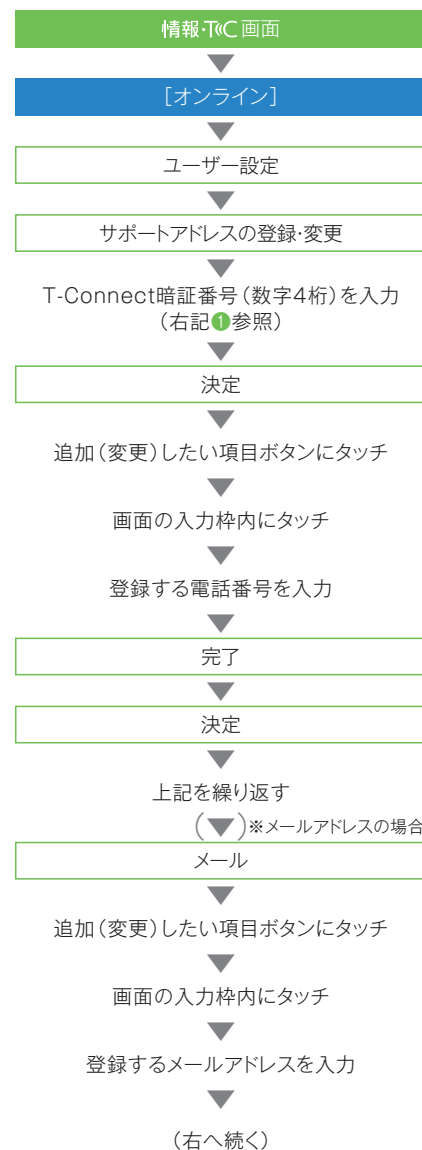 情報・T-C画面
[オンライン]
ユーザー設定
サポートアドレスの登録・変更
T-Connect暗証番号(数字4桁)を入力
(右記❶参照)
決定
追加(変更)したい項目ボタンにタッチ
画面の入力枠内にタッチ
登録する電話番号を入力
完了
決定
上記を繰り返す
(▼)※メールアドレスの場合
メール
追加(変更)したい項目ボタンにタッチ
画面の入力枠内にタッチ
登録するメールアドレスを入力
(右へ続く)